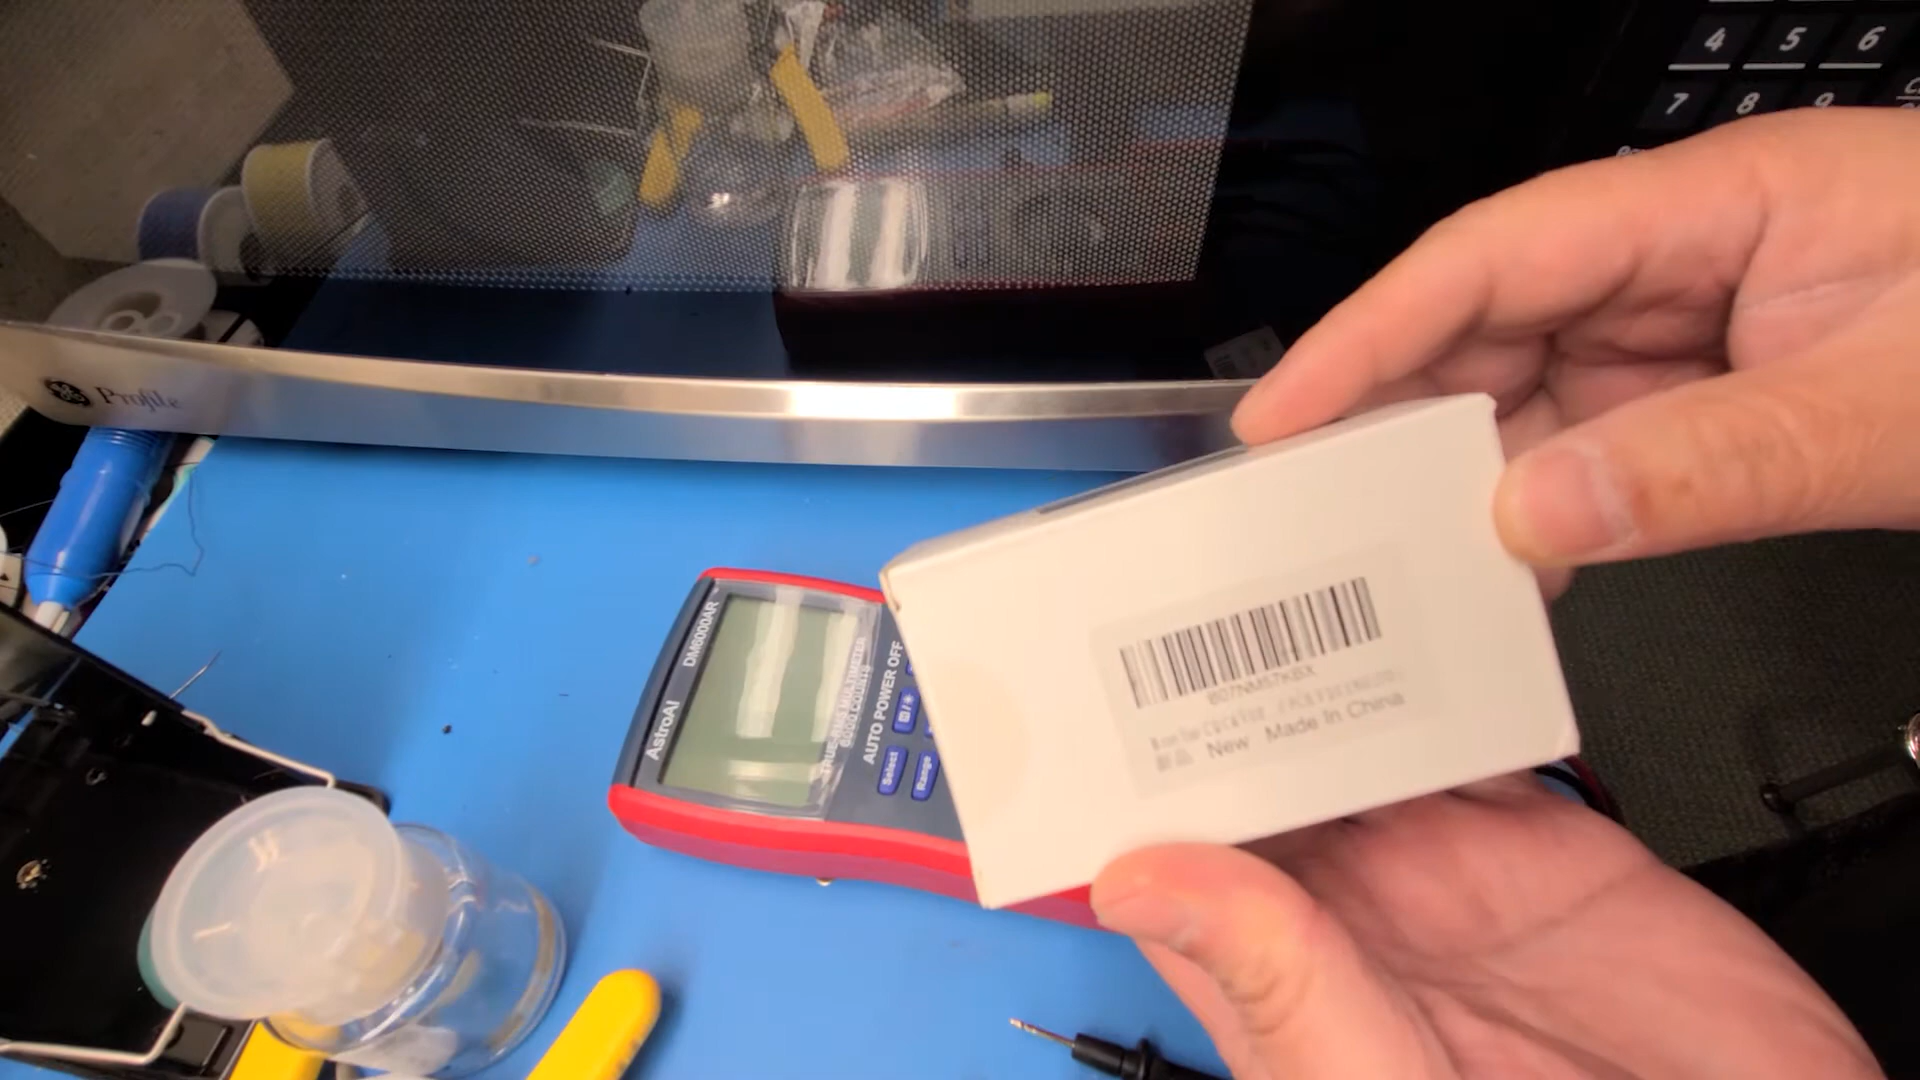 4 5 6
7 8 9
Profile
AstroAI
DM6000AR
TRUE-RMS MULTIMETER
6000 COUNTS
AUTO POWER OFF
Select
Range
New Made In China